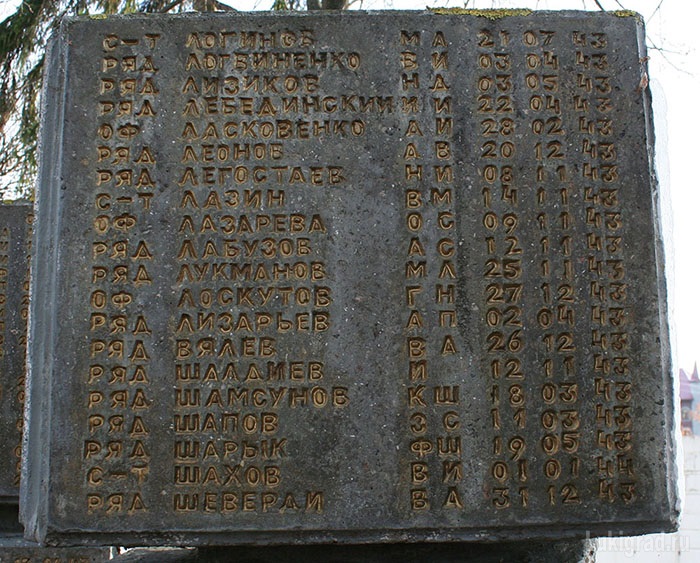 С-Т ЛОГИНОВ М А 21 07 43
РЯД ЛОГВИНЕНКО В И 03 04 43
РЯД ЛИЗИКОВ Н Д 03 05 43
РЯД ЛЕБЕДИНСКИЙ И И 22 04 43
ОФ ЛАСКОВЕНКО А И 28 02 43
РЯД ЛЕОНОВ А В 20 12 43
РЯД ЛЕГОСТАЕВ Н И 08 11 43
С-Т ЛАЗИН В М 14 11 43
ОФ ЛАЗАРЕВА О С 09 11 43
РЯД ЛАБУЗОВ А С 12 11 43
РЯД ЛУКМАНОВ М Л 25 11 43
ОФ ЛОСКУТОВ Г Н 27 12 43
РЯД ЛИЗАРЬЕВ А П 02 04 43
РЯД ВЯЛЕВ В А 26 12 43
РЯД ШАЛДИЕВ И 12 11 43
РЯД ШАМСУНОВ К Ш 18 03 43
РЯД ШАПОВ З С 11 03 43
РЯД ШАРЫК Ф Ш 19 05 43
С-Т ШАХОВ В И 01 01 44
РЯД ШЕВЕРДИ В А 31 12 43
lukigrad.ru